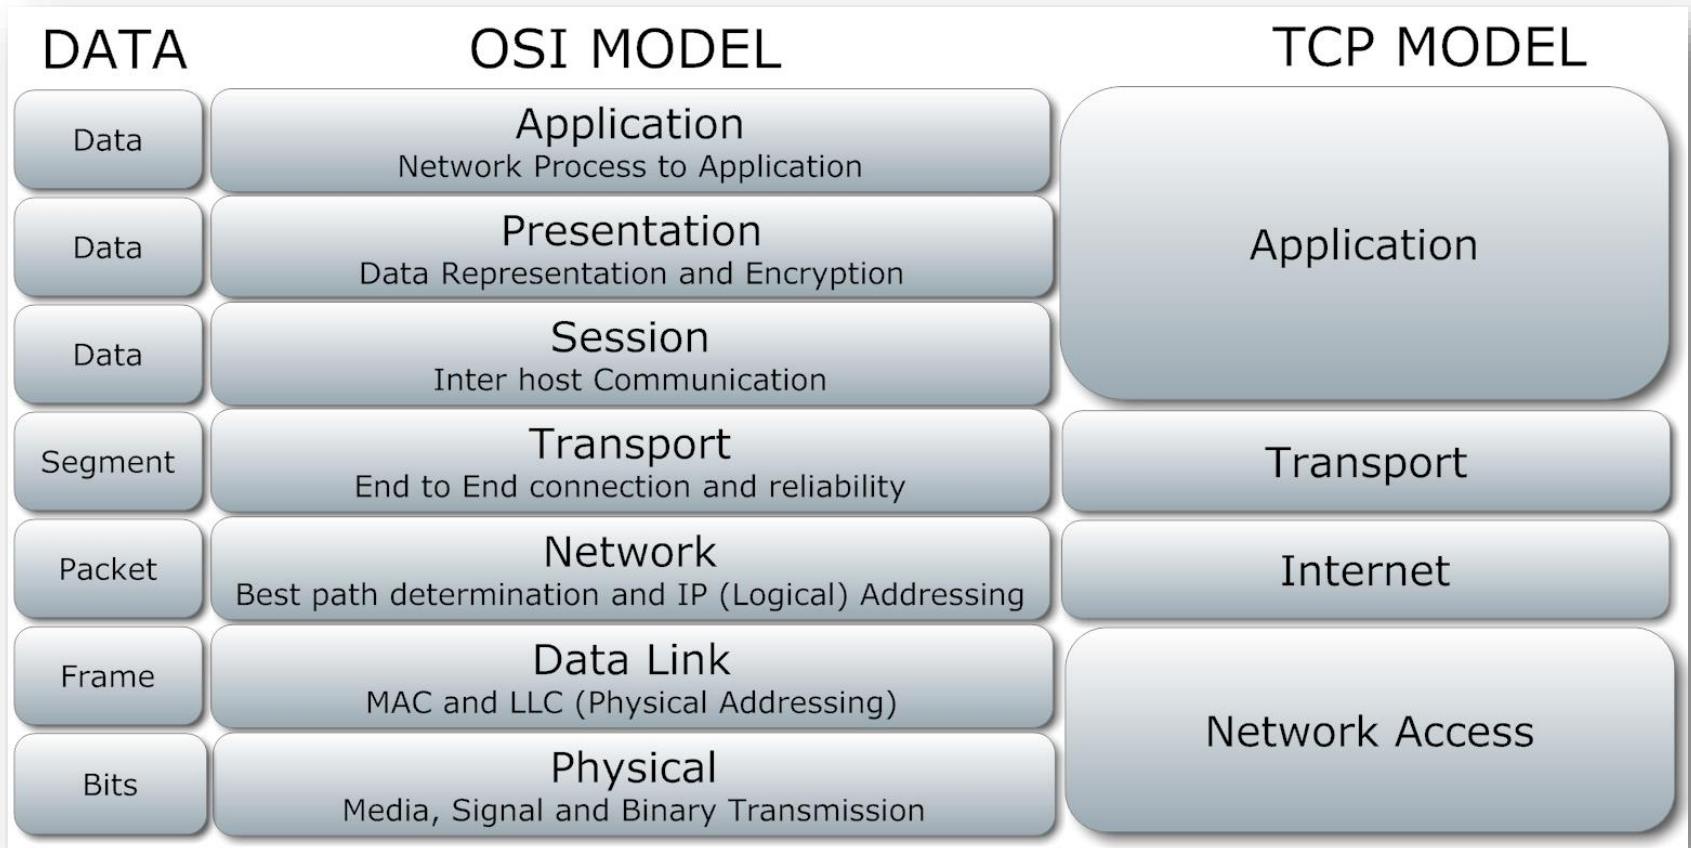 DATA OSI MODEL TCP MODEL
Data
Application
Network Process to Application
Data
Presentation
Data Representation and Encryption
Data
Session
Inter host Communication
Application
Segment
Transport
End to End connection and reliability
Transport
Packet
Network
Best path determination and IP (Logical) Addressing
Internet
Frame
Data Link
MAC and LLC (Physical Addressing)
Bits
Physical
Media, Signal and Binary Transmission
Network Access